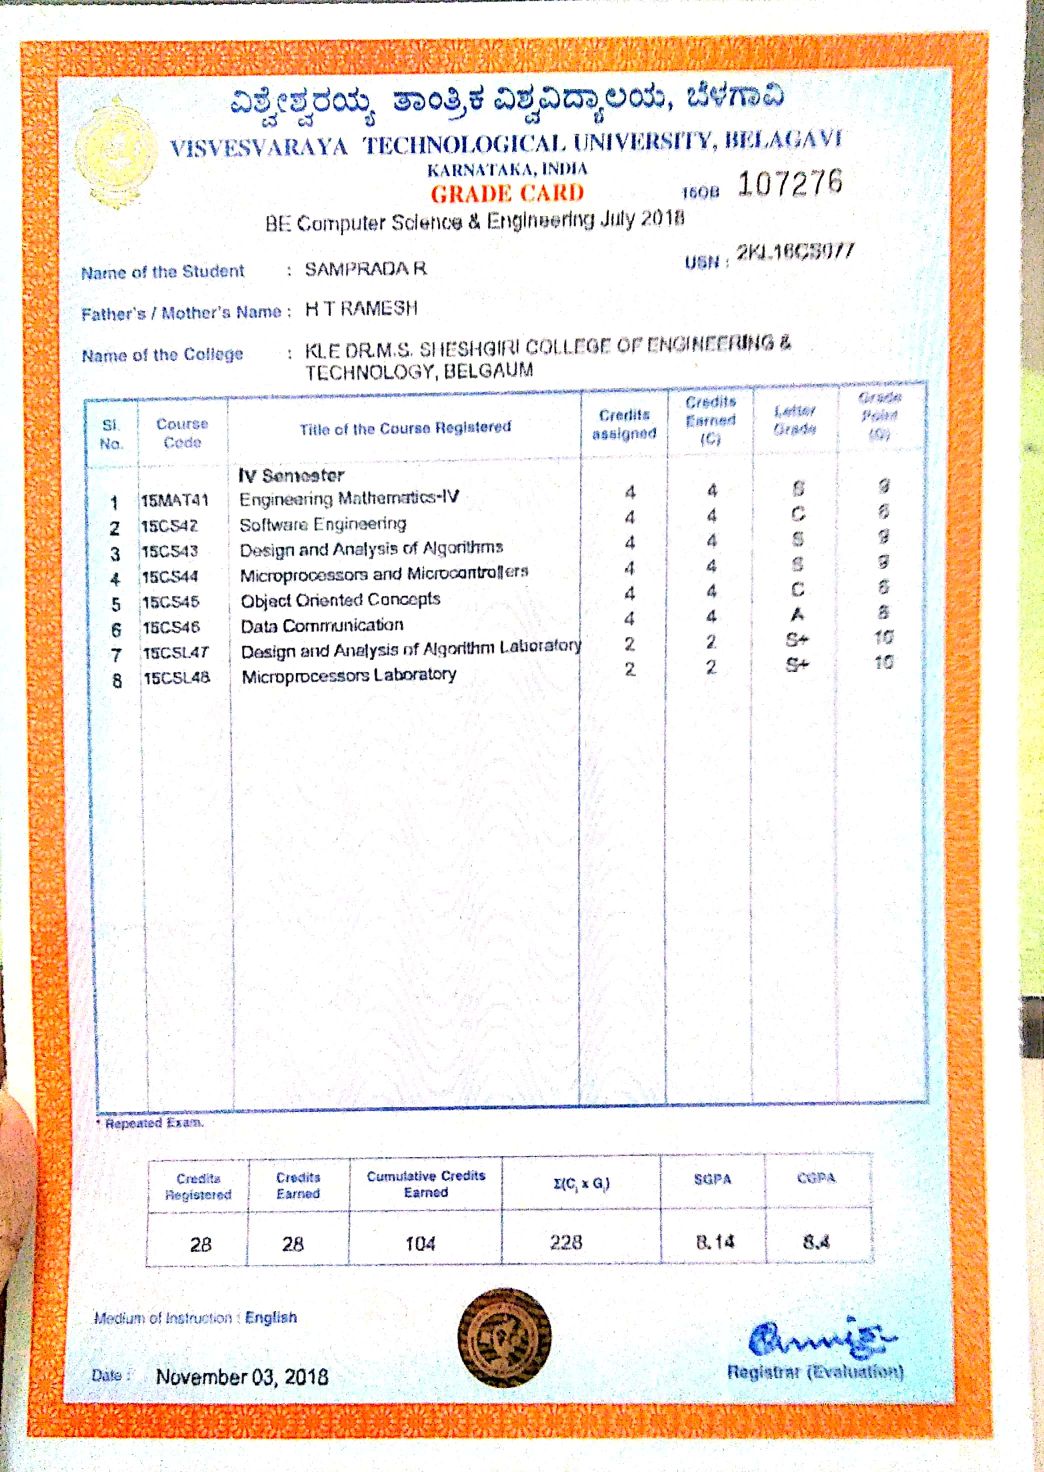 ವಿಶ್ವೇಶ್ವರಯ್ಯ ತಾಂತ್ರಿಕ ವಿಶ್ವವಿದ್ಯಾಲಯ, ಬೆಳಗಾವಿ
VISVESVARAYA TECHNOLOGICAL UNIVERSITY, BELAGAVI
KARNATAKA, INDIA
GRADE CARD 107276
BE Computer Science & Engineering July 2018
Name of the Student : SAMPRADA R USN : 2KL16CS077
Father's / Mother's Name : H T RAMESH
Name of the College : KLE DR.M.S. SHESHGIRI COLLEGE OF ENGINEERING &
TECHNOLOGY, BELGAUM
Sl. No. Course Code Title of the Course Registered Credits assigned Credits Earned (C) Letter Grade Grade Point (G)
IV Semester
1 15MAT41 Engineering Mathematics-IV 4 4 S 9
2 15CS42 Software Engineering 4 4 C 6
3 15CS43 Design and Analysis of Algorithms 4 4 S 9
4 15CS44 Microprocessors and Microcontrollers 4 4 S 9
5 15CS45 Object Oriented Concepts 4 4 C 6
6 15CS46 Data Communication 4 4 A 8
7 15CSL47 Design and Analysis of Algorithm Laboratory 2 2 S+ 10
8 15CSL48 Microprocessors Laboratory 2 2 S+ 10
* Repeated Exam.
Credits Registered Credits Earned Cumulative Credits Earned Σ(Ci x Gi) SGPA CGPA
28 28 104 228 8.14 8.4
Medium of Instruction : English
Date : November 03, 2018
Registrar (Evaluation)